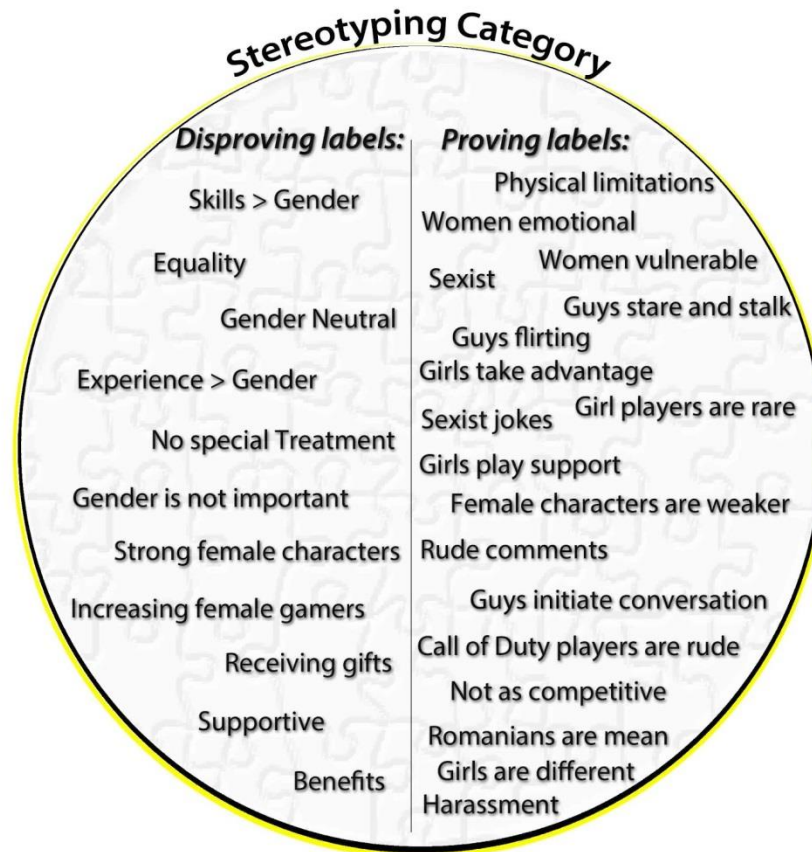 Stereotyping Category
Disproving labels:
Skills > Gender
Equality
Gender Neutral
Experience > Gender
No special Treatment
Gender is not important
Strong female characters
Increasing female gamers
Receiving gifts
Supportive
Benefits
Proving labels:
Physical limitations
Women emotional
Women vulnerable
Sexist
Guys stare and stalk
Guys flirting
Girls take advantage
Girl players are rare
Sexist jokes
Girls play support
Female characters are weaker
Rude comments
Guys initiate conversation
Call of Duty players are rude
Not as competitive
Romanians are mean
Girls are different
Harassment